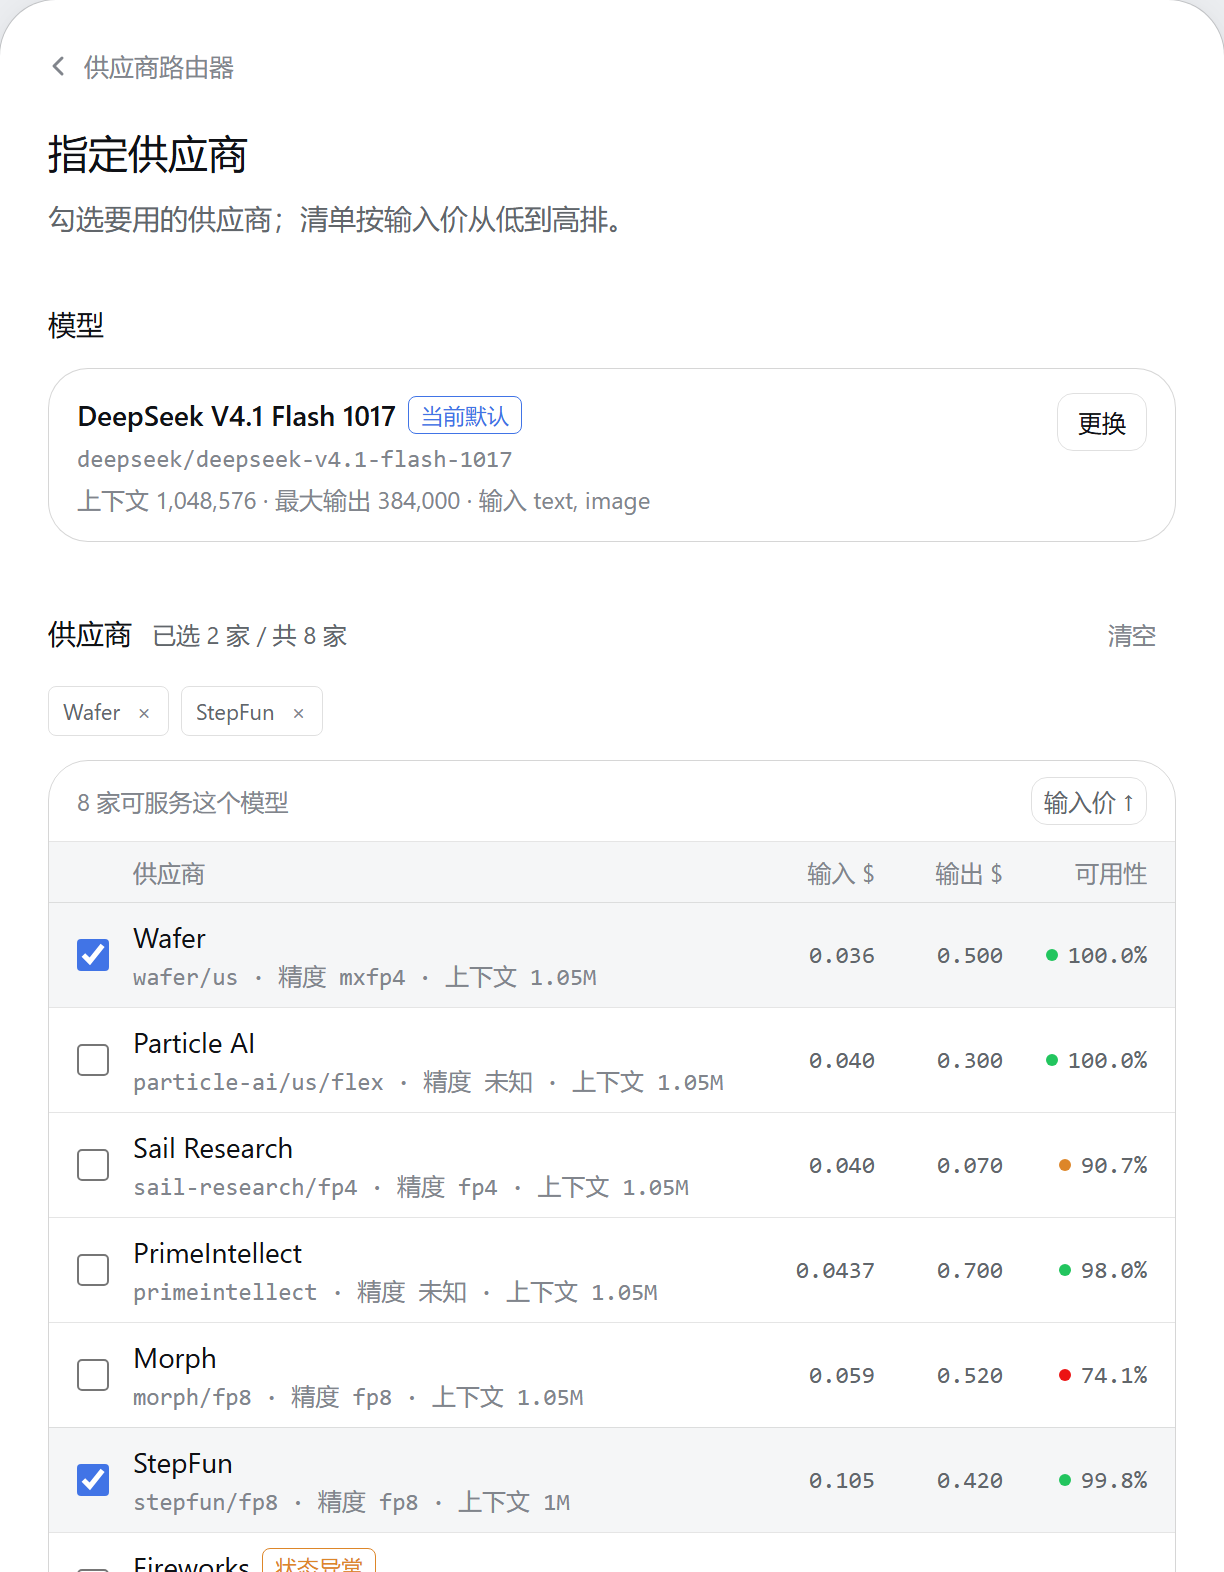 供应商路由器
指定供应商
勾选要用的供应商；清单按输入价从低到高排。
模型
DeepSeek V4.1 Flash 1017 当前默认
更换
deepseek/deepseek-v4.1-flash-1017
上下文 1,048,576 · 最大输出 384,000 · 输入 text, image
供应商 已选 2 家 / 共 8 家 清空
Wafer × StepFun ×
8 家可服务这个模型 输入价 ↑
供应商 输入 $ 输出 $ 可用性
Wafer
wafer/us · 精度 mxfp4 · 上下文 1.05M
0.036 0.500 100.0%
Particle AI
particle-ai/us/flex · 精度 未知 · 上下文 1.05M
0.040 0.300 100.0%
Sail Research
sail-research/fp4 · 精度 fp4 · 上下文 1.05M
0.040 0.070 90.7%
PrimeIntellect
primeintellect · 精度 未知 · 上下文 1.05M
0.0437 0.700 98.0%
Morph
morph/fp8 · 精度 fp8 · 上下文 1.05M
0.059 0.520 74.1%
StepFun
stepfun/fp8 · 精度 fp8 · 上下文 1M
0.105 0.420 99.8%
Fireworks 状态异常